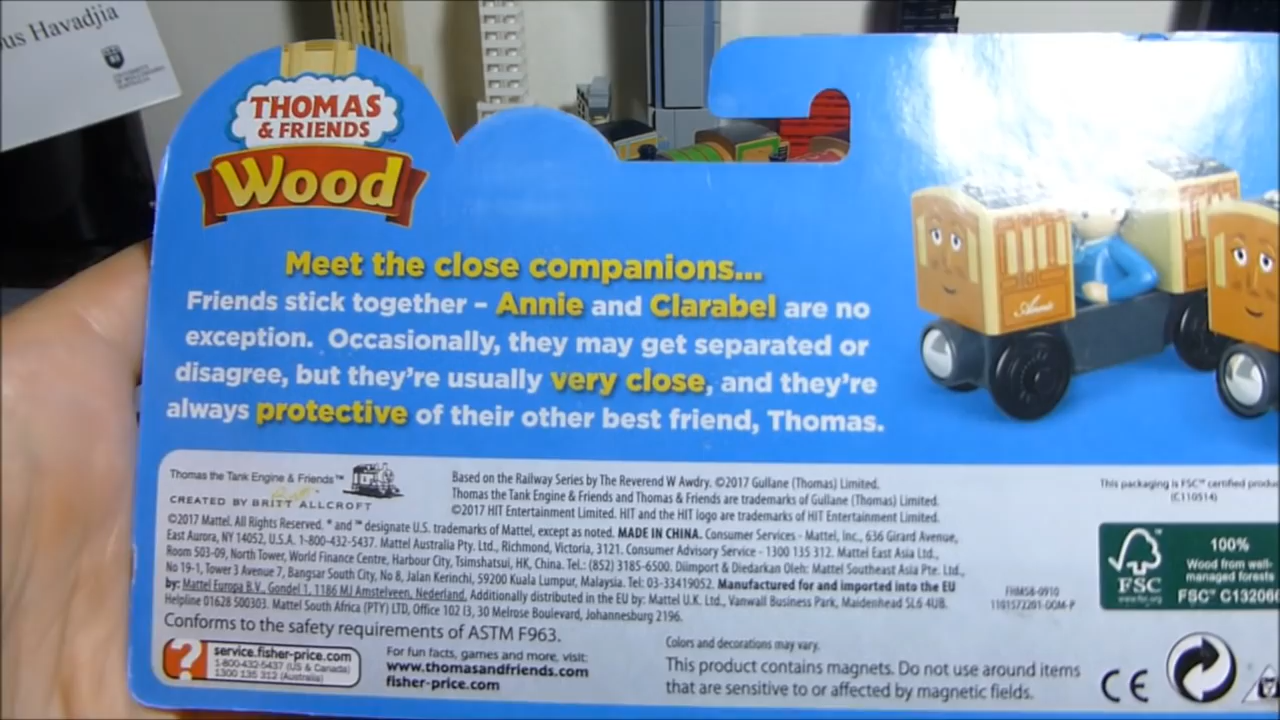 us Havadjia
THOMAS
& FRIENDS
Wood
Meet the close companions...
Friends stick together – Annie and Clarabel are no
exception. Occasionally, they may get separated or
disagree, but they're usually very close, and they're
always protective of their other best friend, Thomas.
Annie
Thomas the Tank Engine & Friends™
CREATED BY BRITT ALLCROFT
Based on the Railway Series by The Reverend W Awdry. ©2017 Gullane (Thomas) Limited.
Thomas the Tank Engine & Friends and Thomas & Friends are trademarks of Gullane (Thomas) Limited.
©2017 HIT Entertainment Limited. HIT and the HIT logo are trademarks of HIT Entertainment Limited.
©2017 Mattel. All Rights Reserved. ® and ™ designate U.S. trademarks of Mattel, except as noted. MADE IN CHINA. Consumer Services - Mattel, Inc., 636 Girard Avenue,
East Aurora, NY 14052, U.S.A. 1-800-432-5437. Mattel Australia Pty. Ltd., Richmond, Victoria, 3121. Consumer Advisory Service - 1300 135 312. Mattel East Asia Ltd.,
Room 503-09, North Tower, World Finance Centre, Harbour City, Tsimshatsui, HK, China. Tel.: (852) 3185-6500. Diimport & Diedarkan Oleh: Mattel Southeast Asia Pte. Ltd.,
No 19-1, Tower 3 Avenue 7, Bangsar South City, No 8, Jalan Kerinchi, 59200 Kuala Lumpur, Malaysia. Tel: 03-33419052. Manufactured for and imported into the EU
by: Mattel Europa B.V., Gondel 1, 1186 MJ Amstelveen, Nederland. Additionally distributed in the EU by: Mattel U.K. Ltd., Vanwall Business Park, Maidenhead SL6 4UB.
Helpline 01628 500303. Mattel South Africa (PTY) LTD, Office 102 I3, 30 Melrose Boulevard, Johannesburg 2196.
Conforms to the safety requirements of ASTM F963.
?
service.fisher-price.com
1-800-432-5437 (US & Canada)
1300 135 312 (Australia)
For fun facts, games and more, visit:
www.thomasandfriends.com
fisher-price.com
Colors and decorations may vary.
This product contains magnets. Do not use around items
that are sensitive to or affected by magnetic fields.
FHM58-0910
1101572201-DOM-P
This packaging is FSC™ certified produ
(C110514)
FSC
www.fsc.org
100%
Wood from well-
managed forests
FSC™ C13206
CE